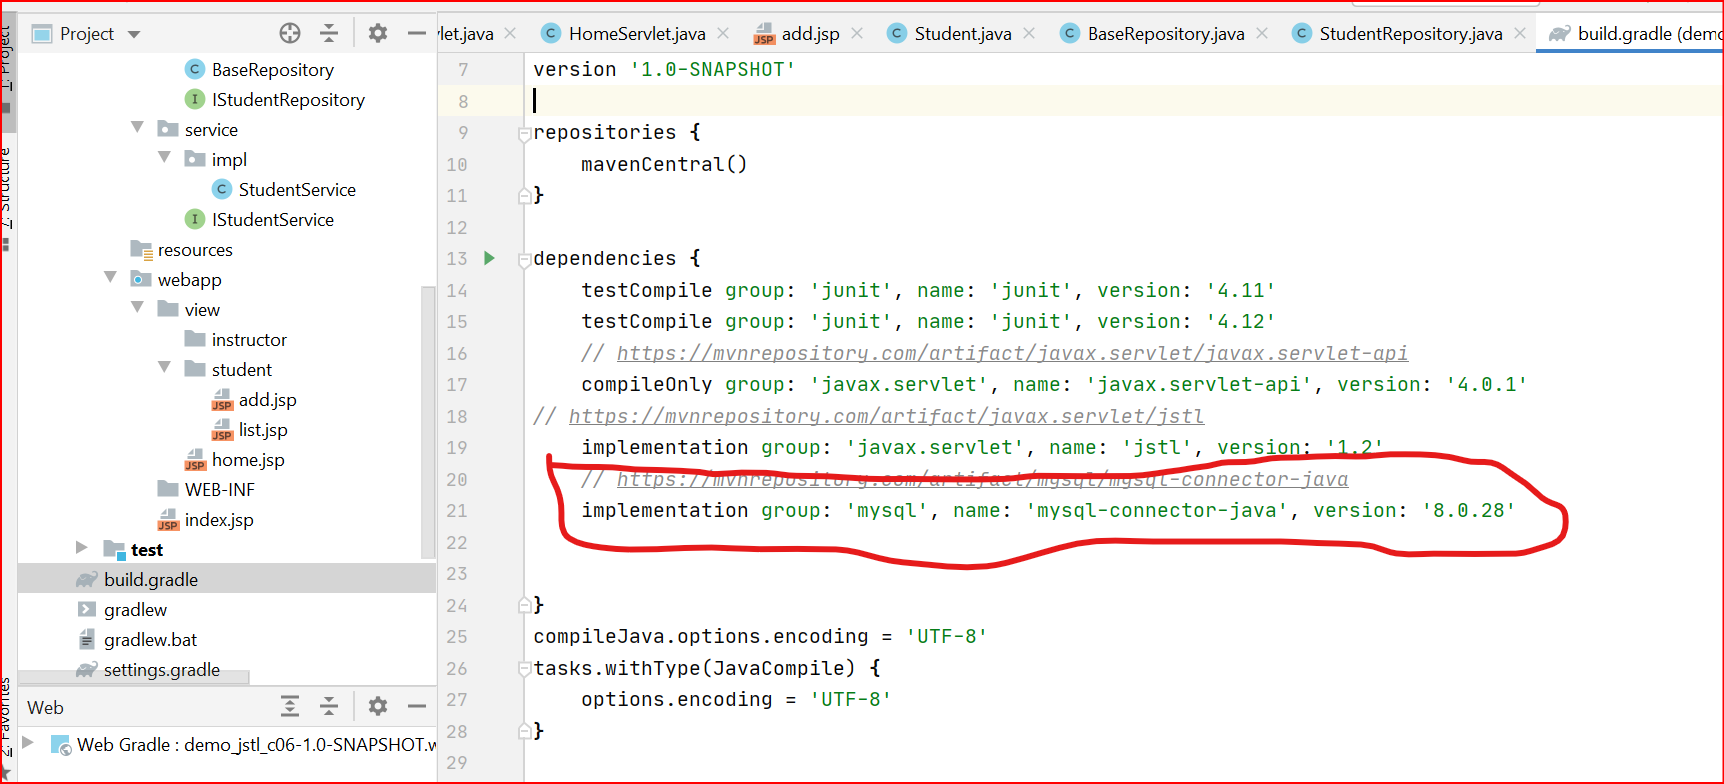 1: Project
Z: Structure
2: Favorites
Project
BaseRepository
IStudentRepository
service
impl
StudentService
IStudentService
resources
webapp
view
instructor
student
add.jsp
list.jsp
home.jsp
WEB-INF
index.jsp
test
build.gradle
gradlew
gradlew.bat
settings.gradle
Web
Web Gradle : demo_jstl_c06-1.0-SNAPSHOT.w
vlet.java HomeServlet.java add.jsp Student.java BaseRepository.java StudentRepository.java build.gradle (demo
7 version '1.0-SNAPSHOT'
8
9 repositories {
10 mavenCentral()
11 }
12
13 dependencies {
14 testCompile group: 'junit', name: 'junit', version: '4.11'
15 testCompile group: 'junit', name: 'junit', version: '4.12'
16 // https://mvnrepository.com/artifact/javax.servlet/javax.servlet-api
17 compileOnly group: 'javax.servlet', name: 'javax.servlet-api', version: '4.0.1'
18 // https://mvnrepository.com/artifact/javax.servlet/jstl
19 implementation group: 'javax.servlet', name: 'jstl', version: '1.2'
20 // https://mvnrepository.com/artifact/mysql/mysql-connector-java
21 implementation group: 'mysql', name: 'mysql-connector-java', version: '8.0.28'
22
23
24 }
25 compileJava.options.encoding = 'UTF-8'
26 tasks.withType(JavaCompile) {
27 options.encoding = 'UTF-8'
28 }
29